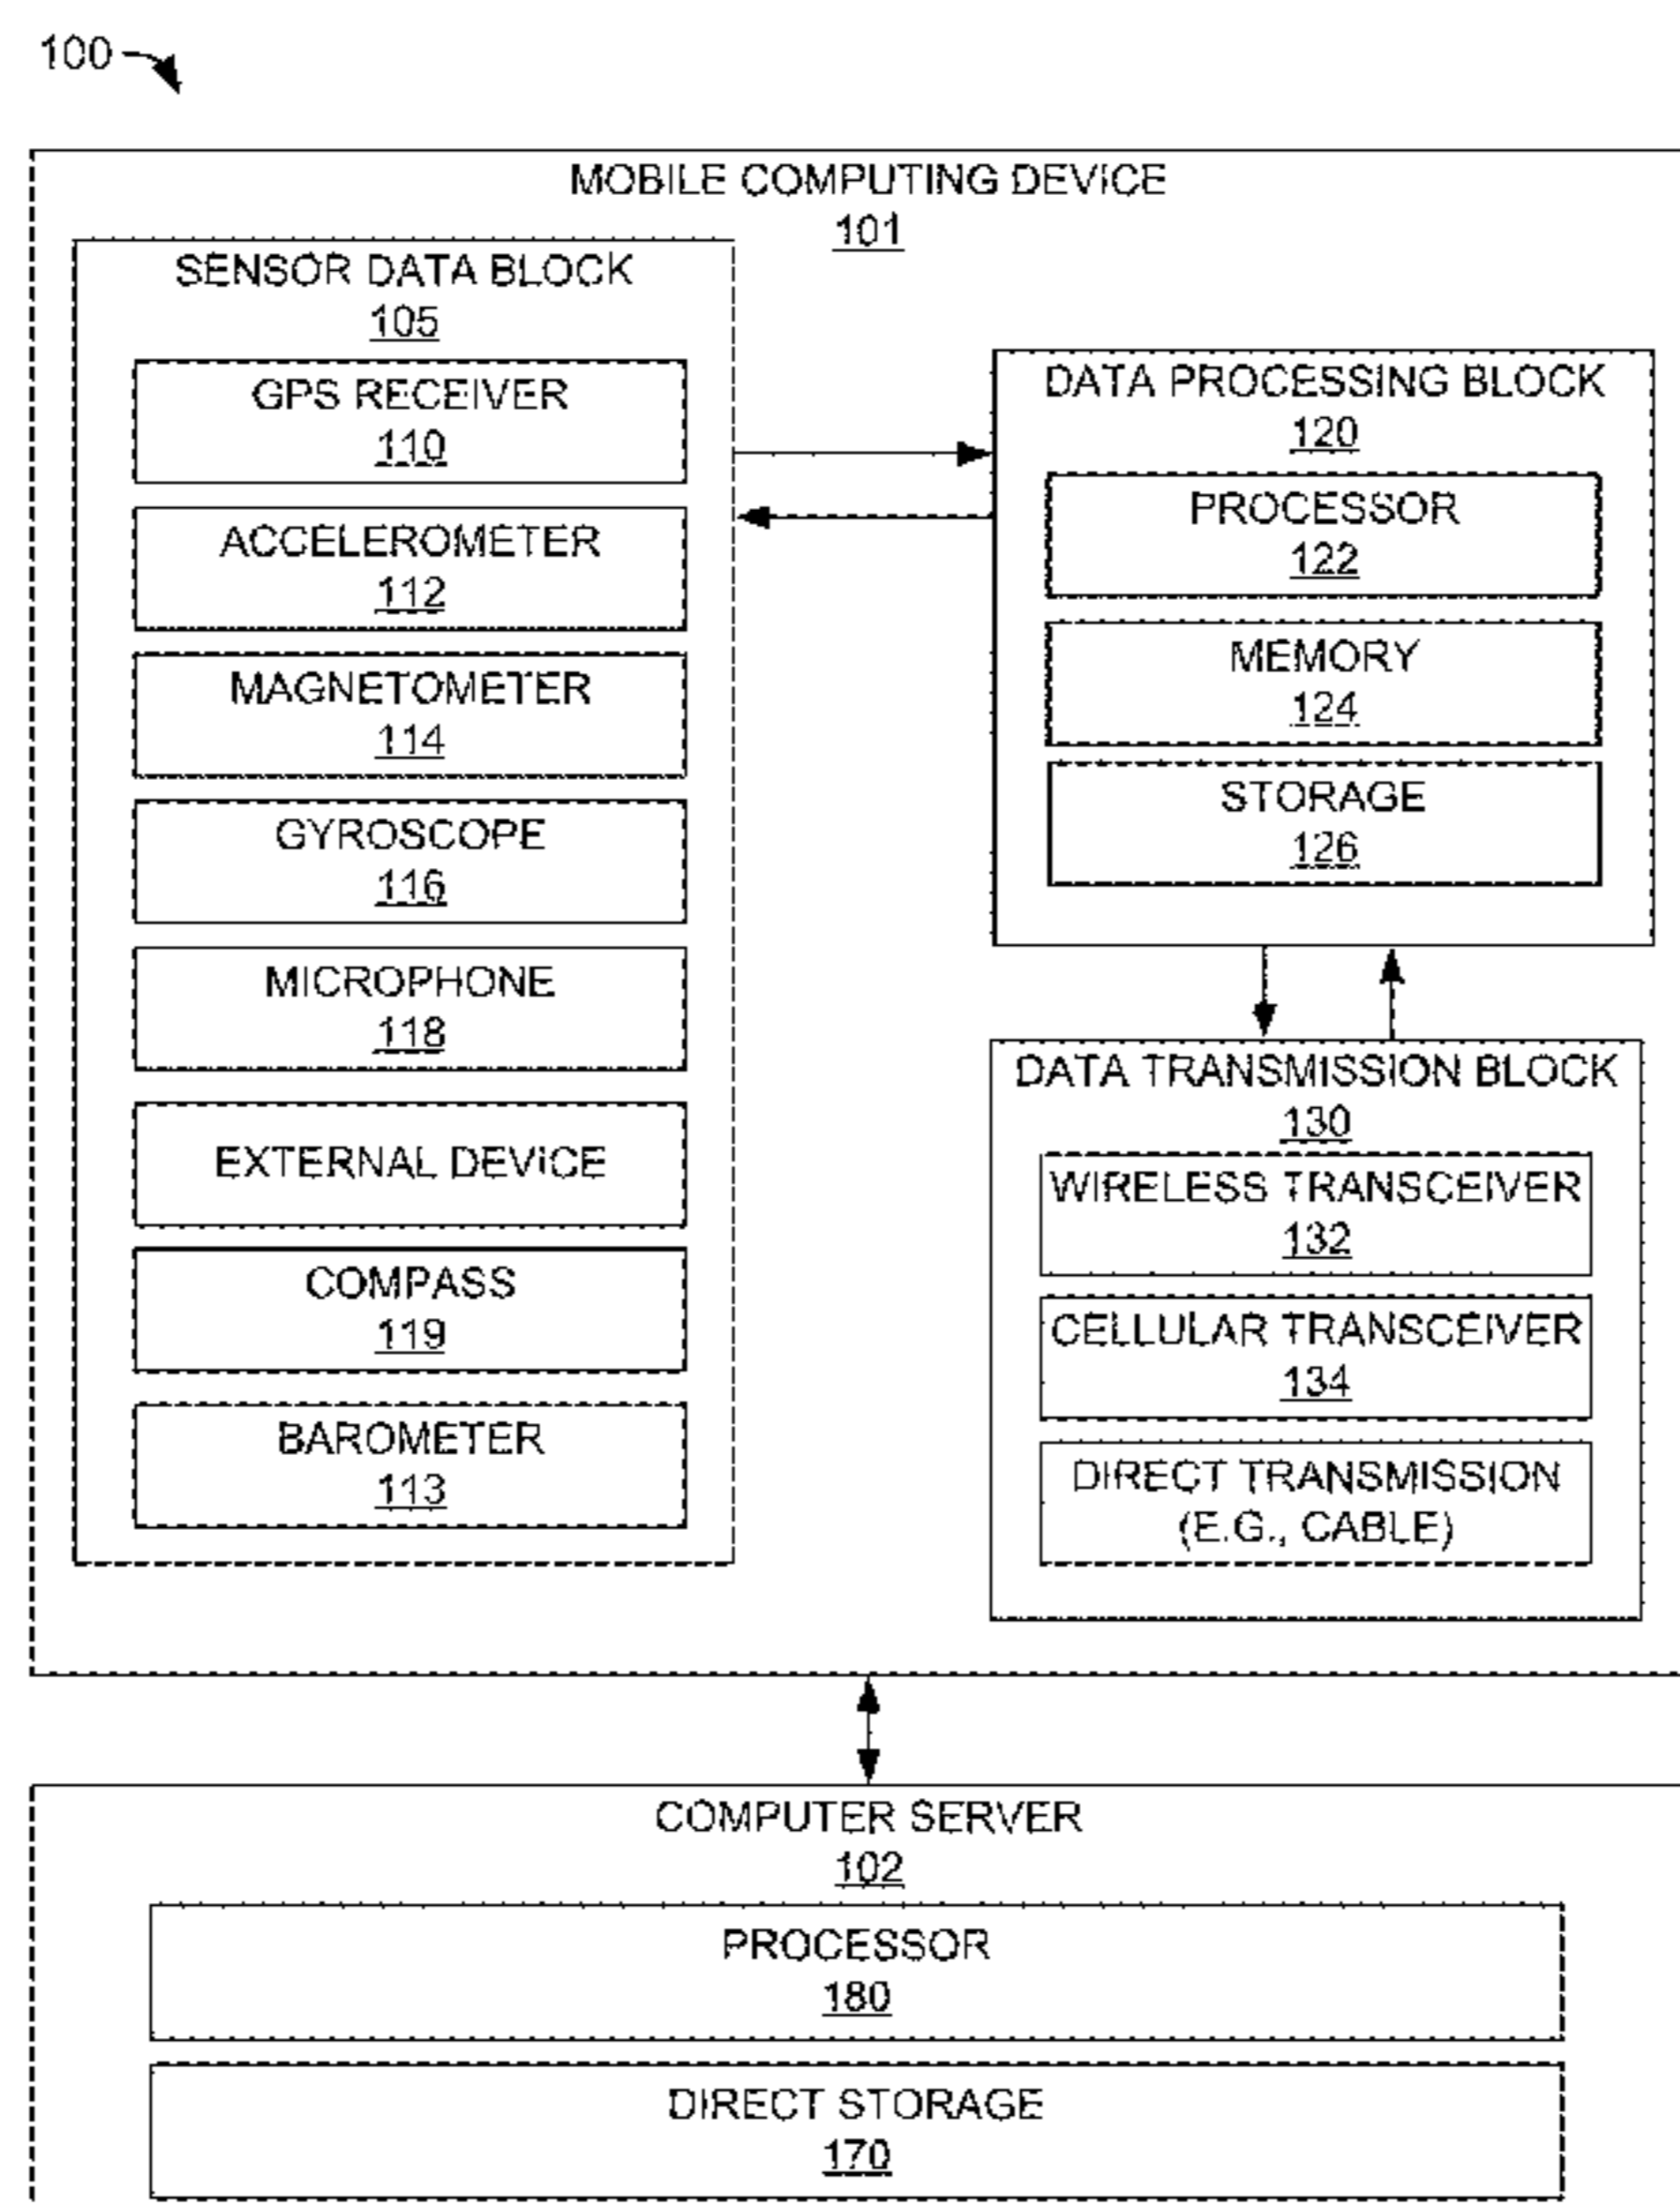 100
MOBILE COMPUTING DEVICE
101
SENSOR DATA BLOCK
105
GPS RECEIVER
110
ACCELEROMETER
112
MAGNETOMETER
114
GYROSCOPE
116
MICROPHONE
118
EXTERNAL DEVICE
COMPASS
119
BAROMETER
113
DATA PROCESSING BLOCK
120
PROCESSOR
122
MEMORY
124
STORAGE
126
DATA TRANSMISSION BLOCK
130
WIRELESS TRANSCEIVER
132
CELLULAR TRANSCEIVER
134
DIRECT TRANSMISSION
(E.G., CABLE)
COMPUTER SERVER
102
PROCESSOR
180
DIRECT STORAGE
170